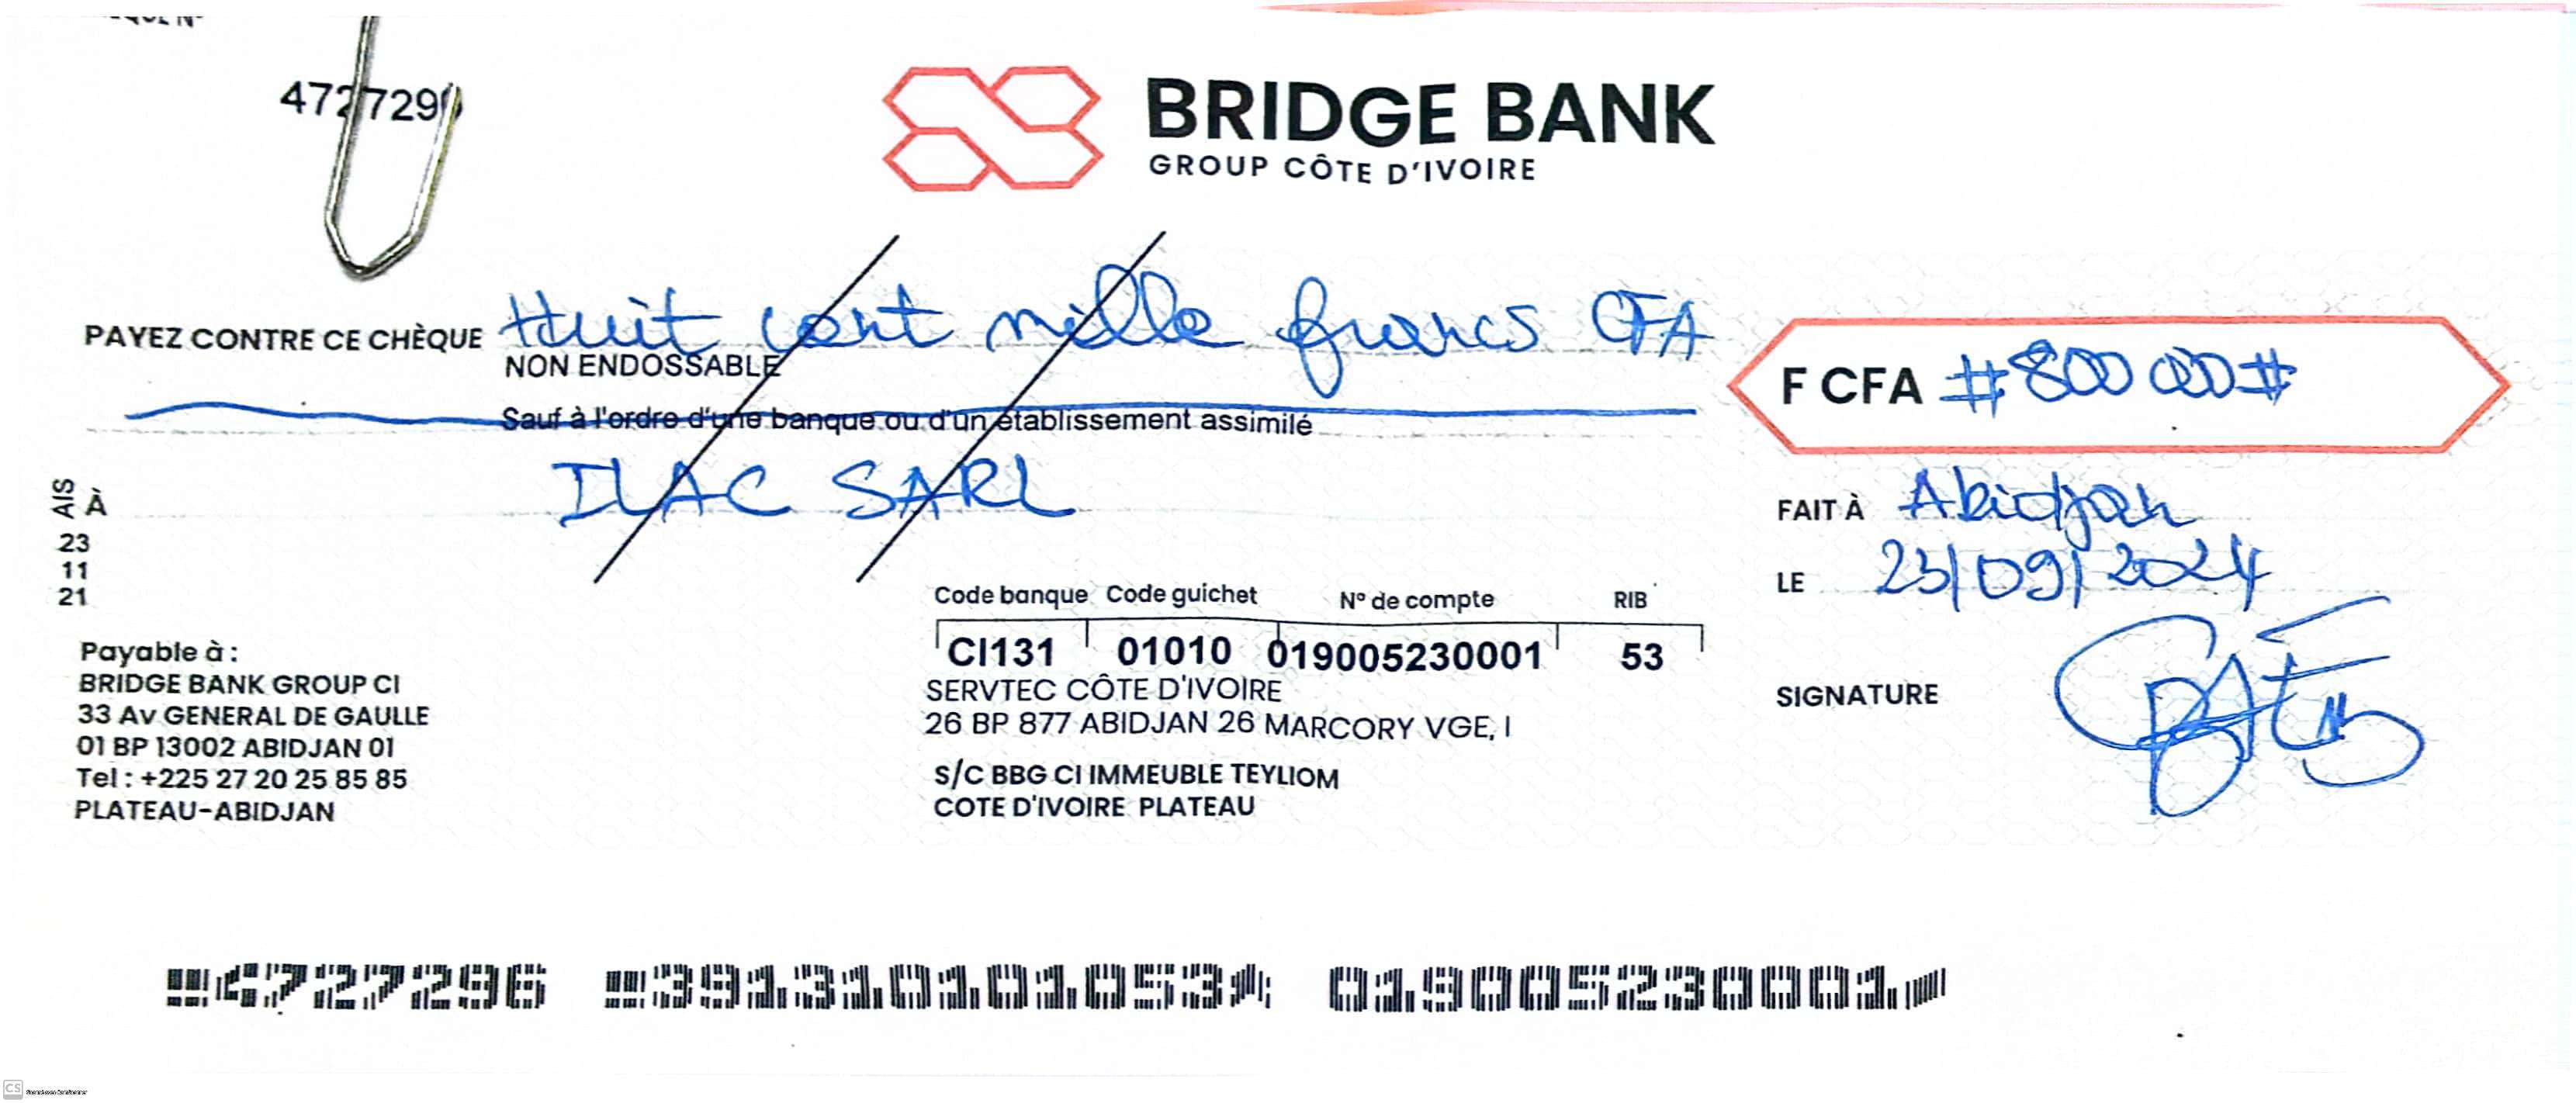 4727296
BRIDGE BANK
GROUP CÔTE D'IVOIRE
PAYEZ CONTRE CE CHÈQUE Huit cent mille francs CFA
NON ENDOSSABLE
F CFA #800 000#
Sauf à l'ordre d'une banque ou d'un établissement assimilé
À ILAC SARL
AIS
23
11
21
FAIT À Abidjan
LE 23/09/2024
Code banque Code guichet N° de compte RIB
CI131 01010 019005230001 53
SERVTEC CÔTE D'IVOIRE
26 BP 877 ABIDJAN 26 MARCORY VGE, I
S/C BBG CI IMMEUBLE TEYLIOM
COTE D'IVOIRE PLATEAU
SIGNATURE
Payable à :
BRIDGE BANK GROUP CI
33 Av GENERAL DE GAULLE
01 BP 13002 ABIDJAN 01
Tel : +225 27 20 25 85 85
PLATEAU-ABIDJAN
4727296 391310101053 019005230001
CS